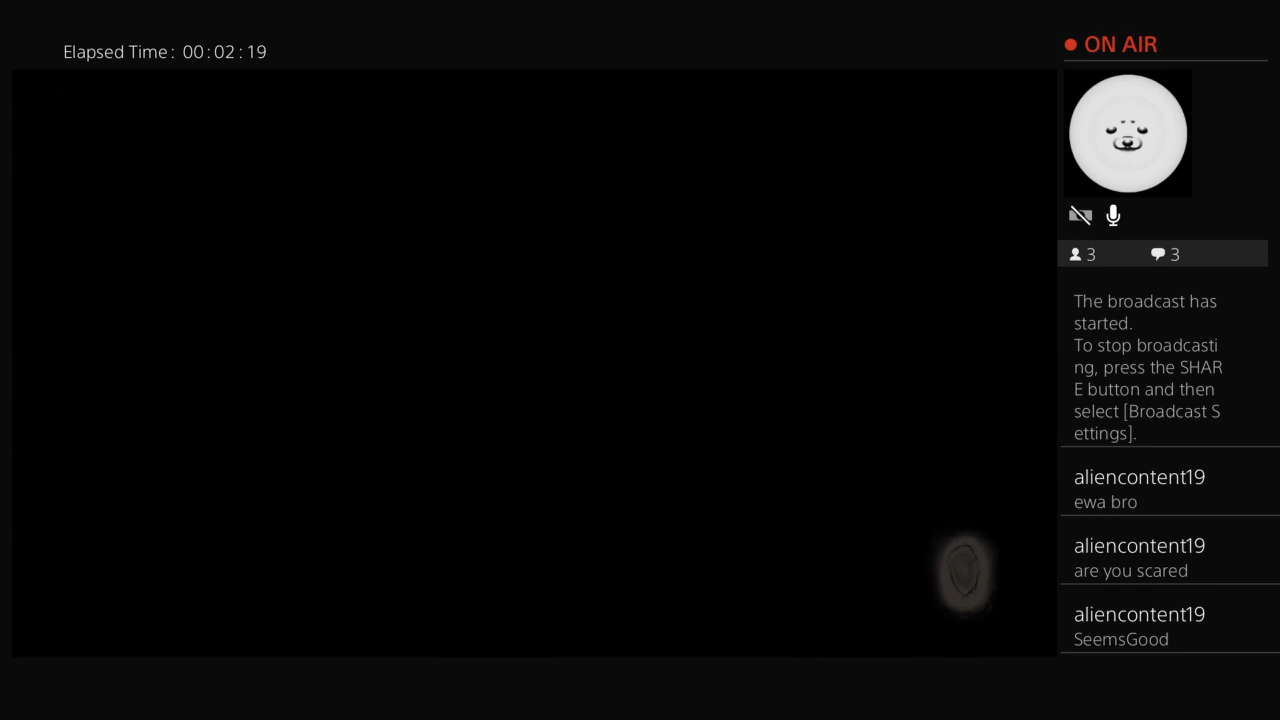 Elapsed Time: 00:02:19
ON AIR
3 3
The broadcast has
started.
To stop broadcasti
ng, press the SHAR
E button and then
select [Broadcast S
ettings].
aliencontent19
ewa bro
aliencontent19
are you scared
aliencontent19
SeemsGood